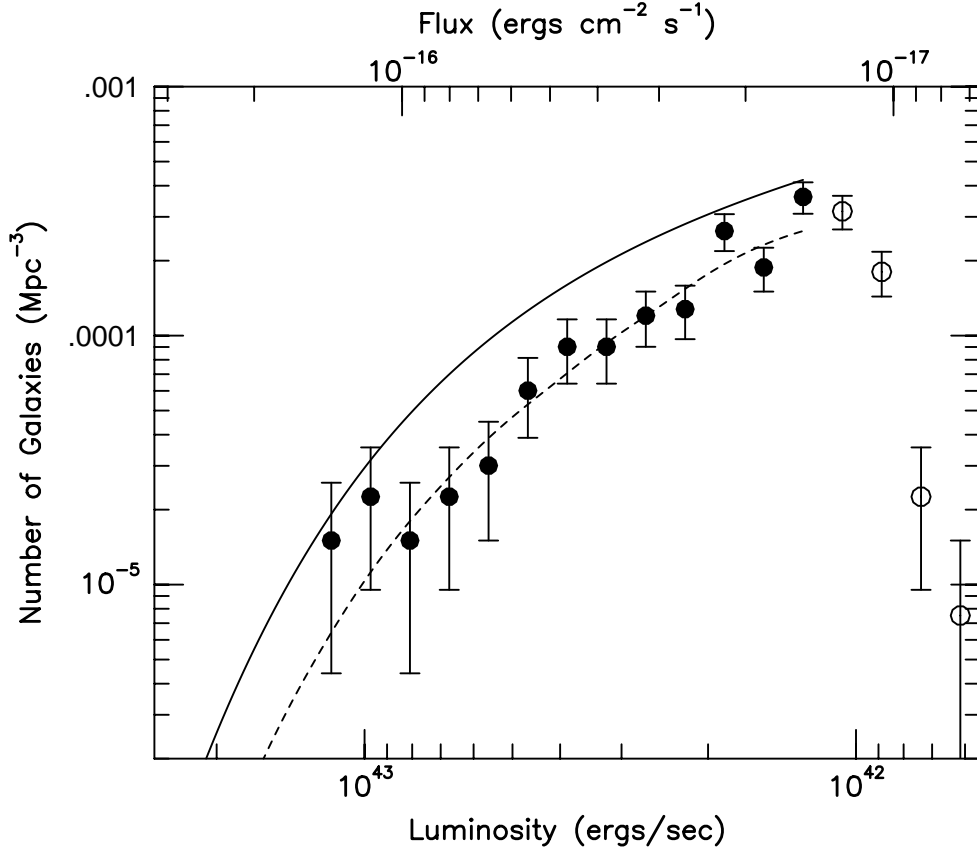 Flux (ergs cm⁻² s⁻¹)
10⁻¹⁶ 10⁻¹⁷
.001
.0001
10⁻⁵
Number of Galaxies (Mpc⁻³)
10⁴³ 10⁴²
Luminosity (ergs/sec)